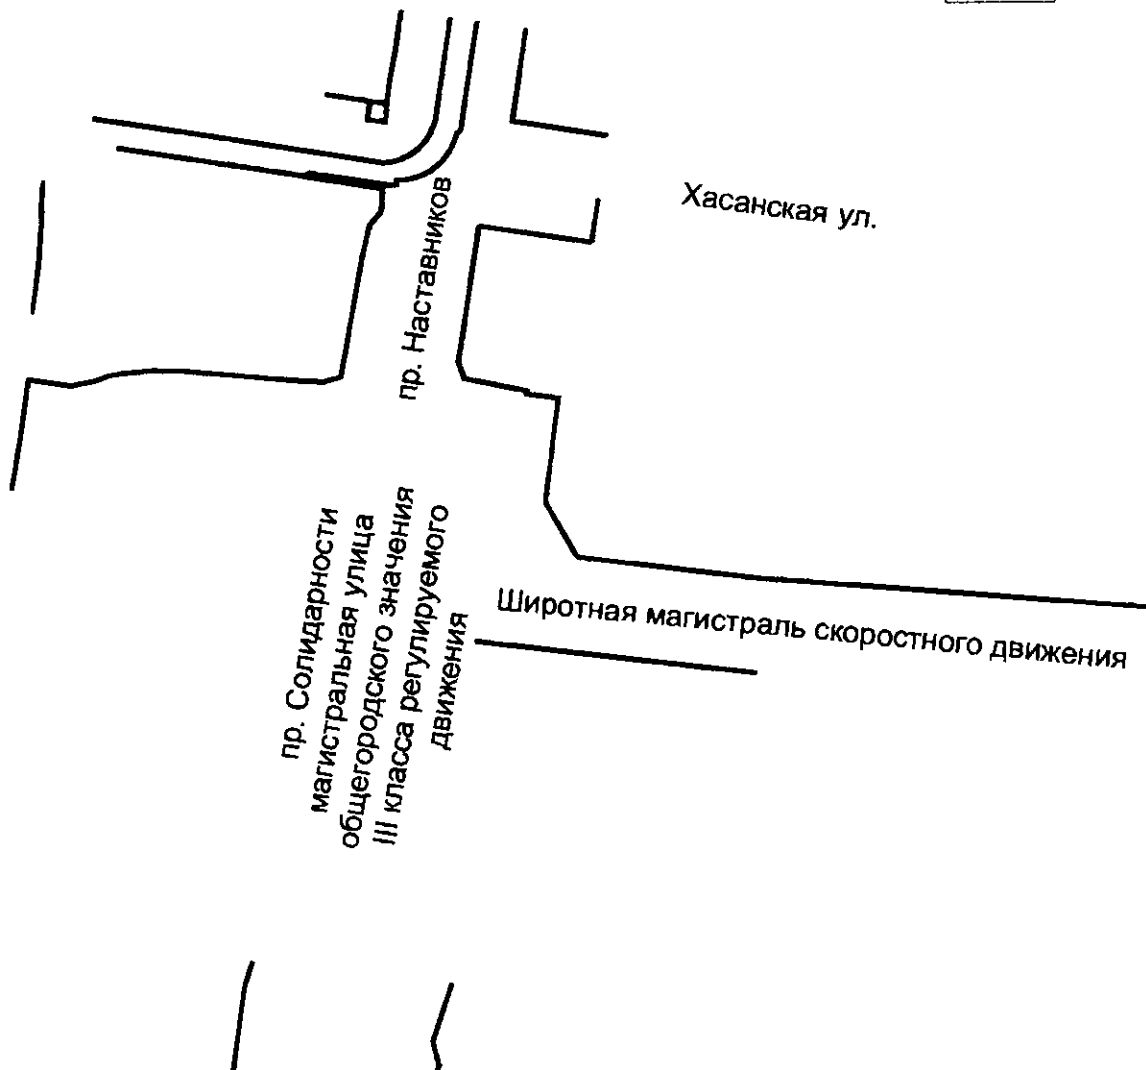 Хасанская ул.
пр. Наставников
пр. Солидарности
магистральная улица
общегородского значения
III класса регулируемого
движения
Широтная магистраль скоростного движения